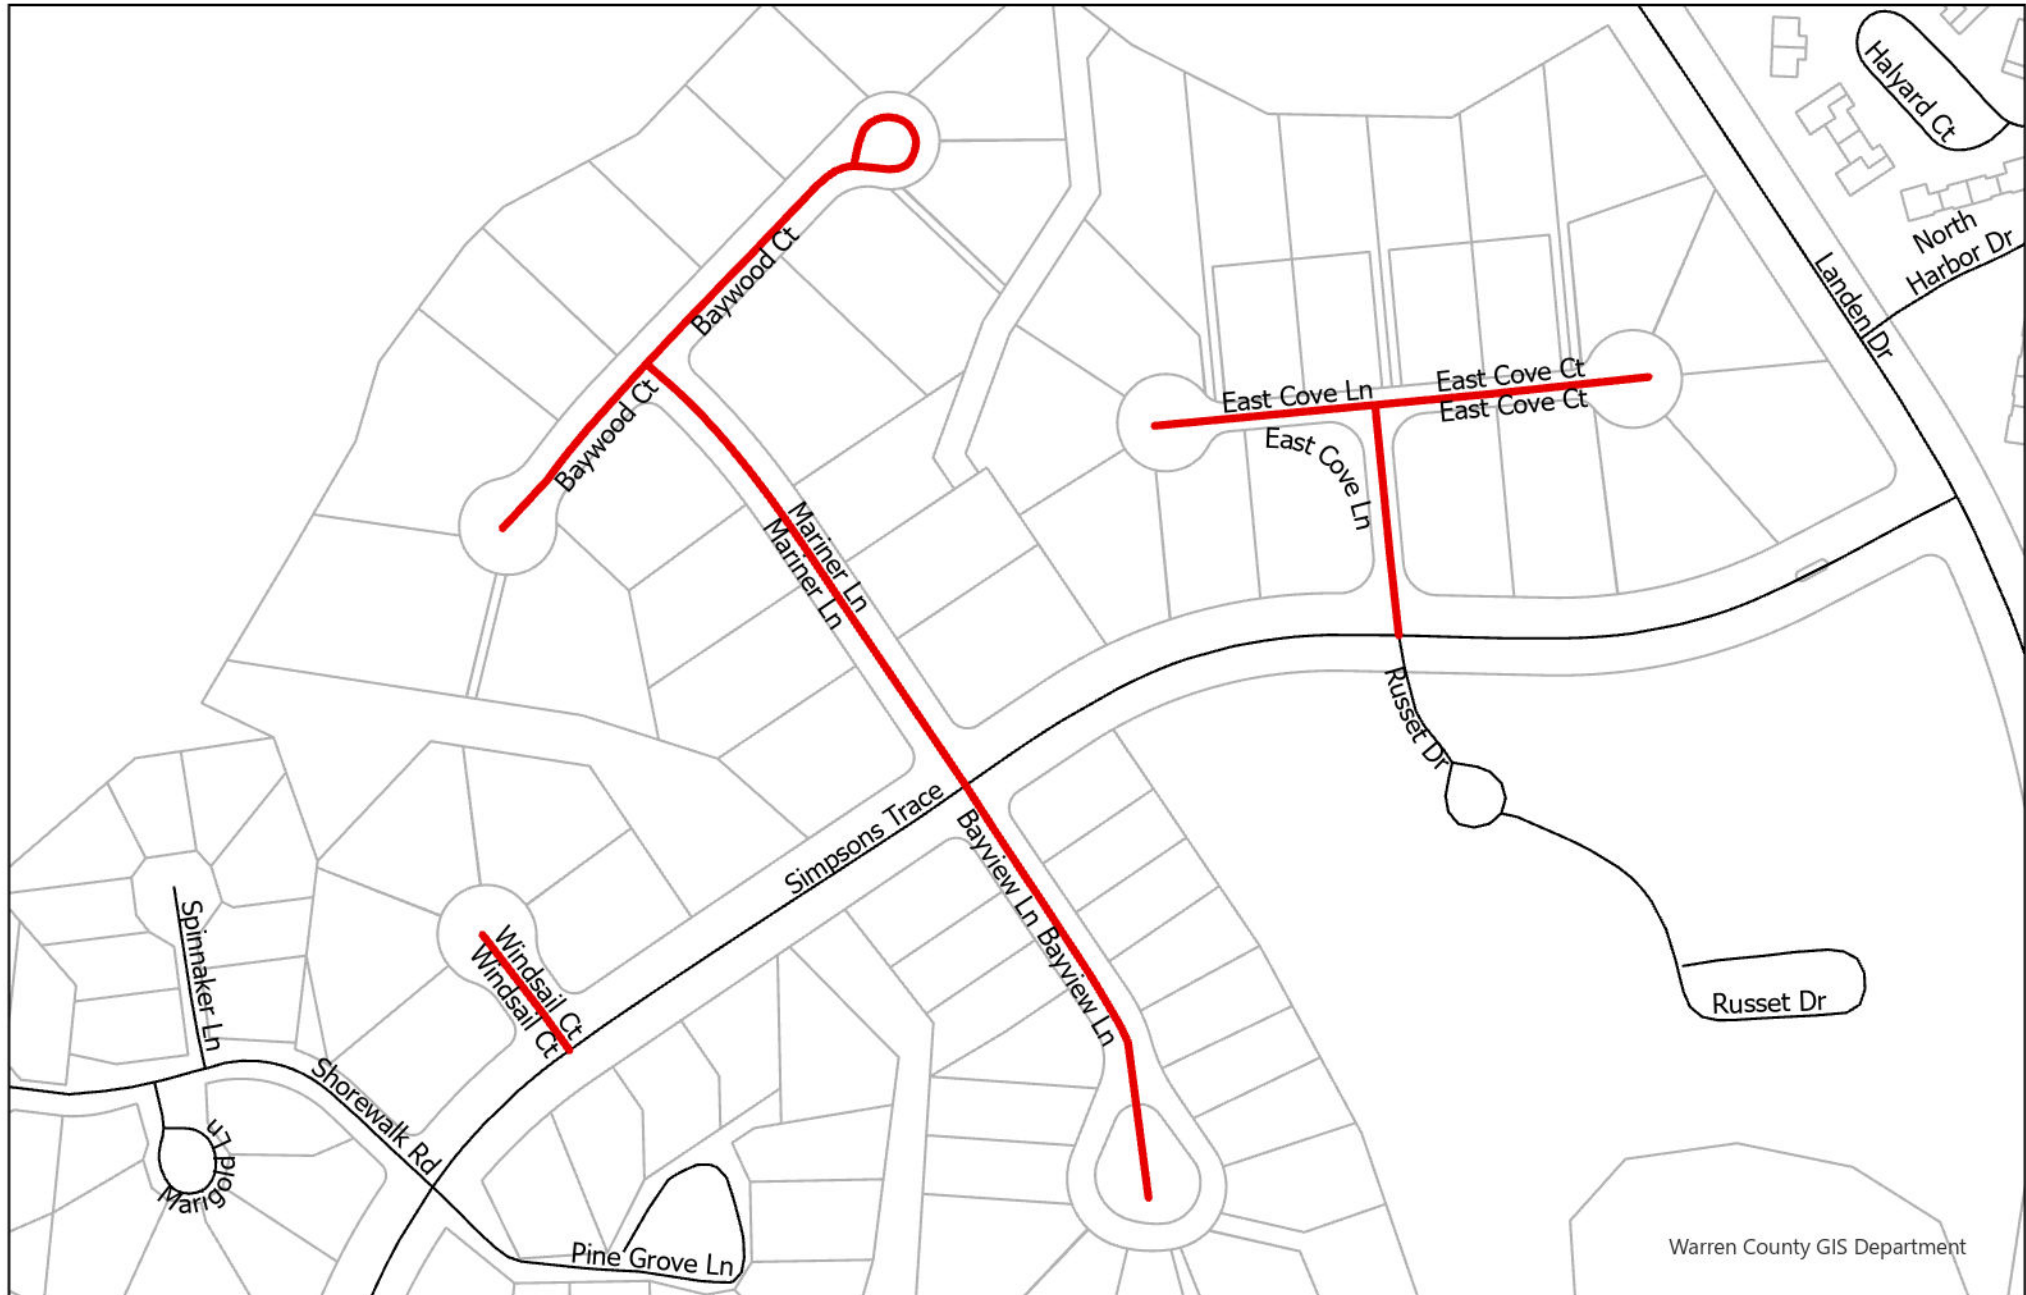 Halyard Ct
North
Harbor Dr
Landen Dr
Baywood Ct
Baywood Ct
East Cove Ln
East Cove Ct
East Cove Ct
East Cove Ln
Mariner Ln
Mariner Ln
Russet Dr
Simpsons Trace
Bayview Ln
Bayview Ln
Spinnaker Ln
Windsail Ct
Windsail Ct
Russet Dr
Shorewalk Rd
Marigold Ln
Pine Grove Ln
Warren County GIS Department